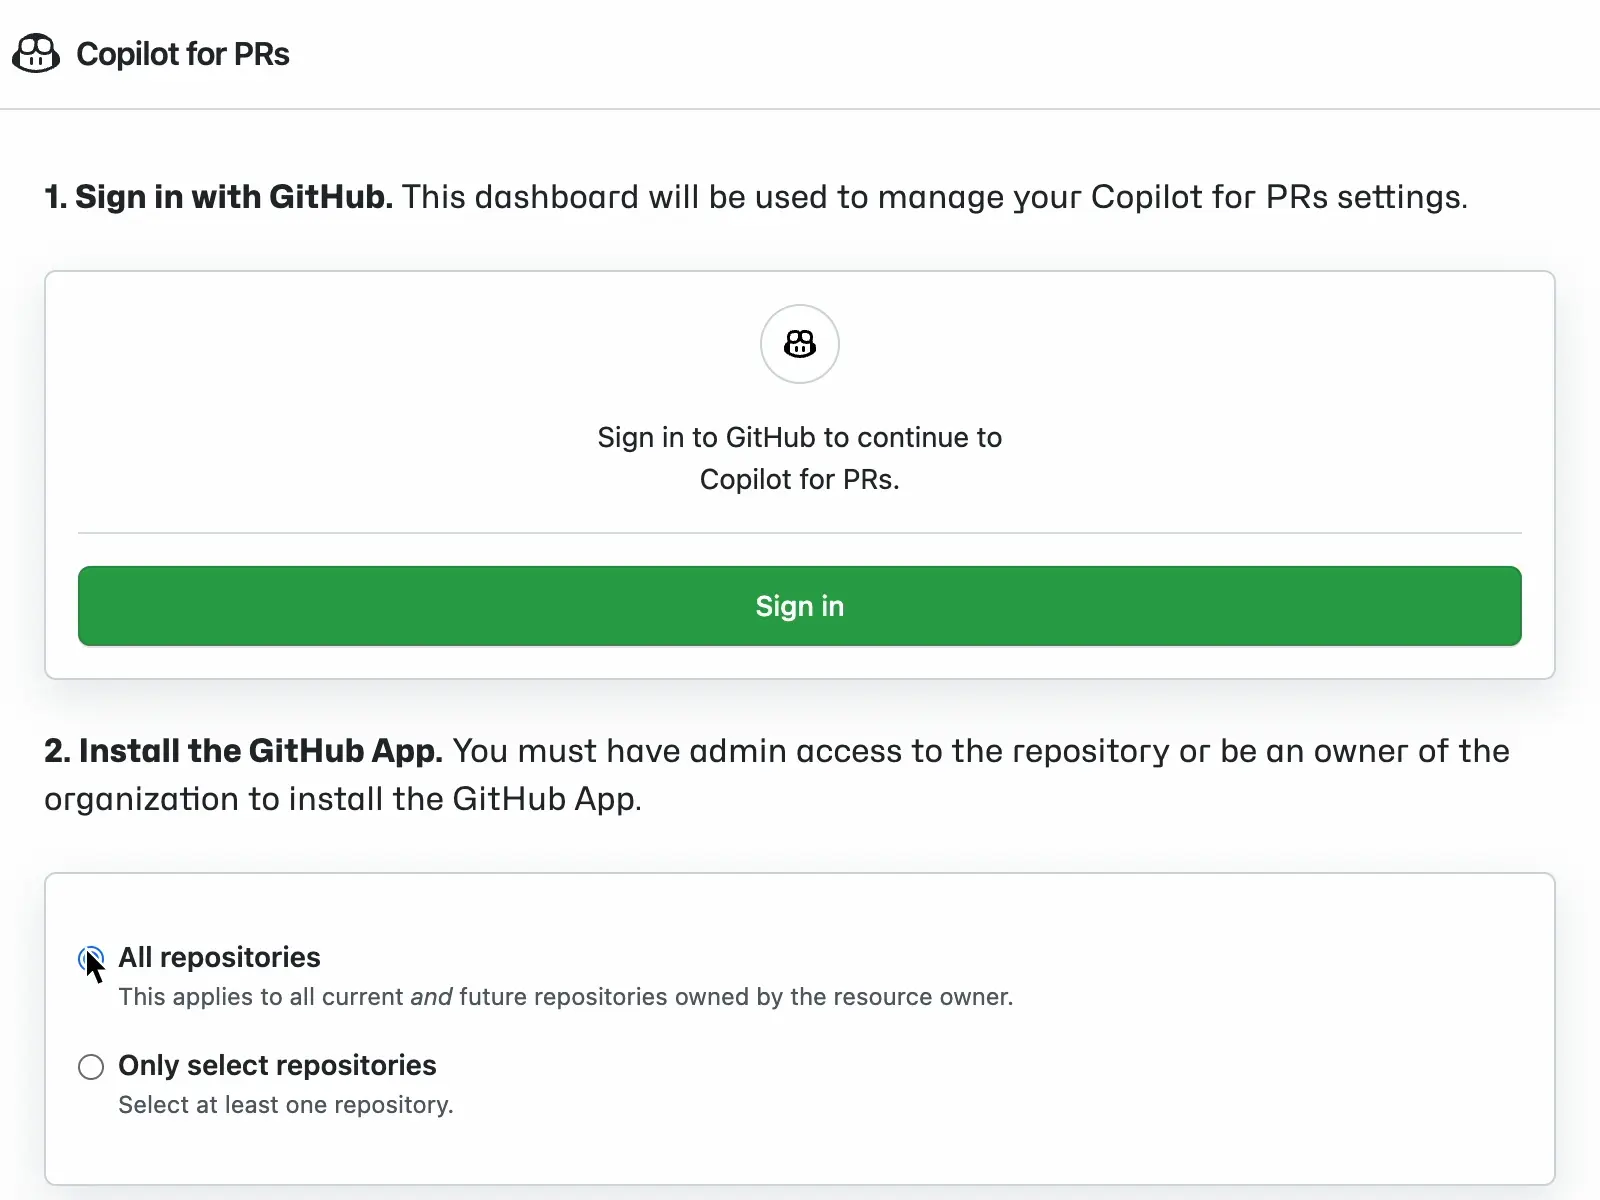 Copilot for PRs
1. Sign in with GitHub. This dashboard will be used to manage your Copilot for PRs settings.
Sign in to GitHub to continue to
Copilot for PRs.
Sign in
2. Install the GitHub App. You must have admin access to the repository or be an owner of the
organization to install the GitHub App.
All repositories
This applies to all current and future repositories owned by the resource owner.
Only select repositories
Select at least one repository.